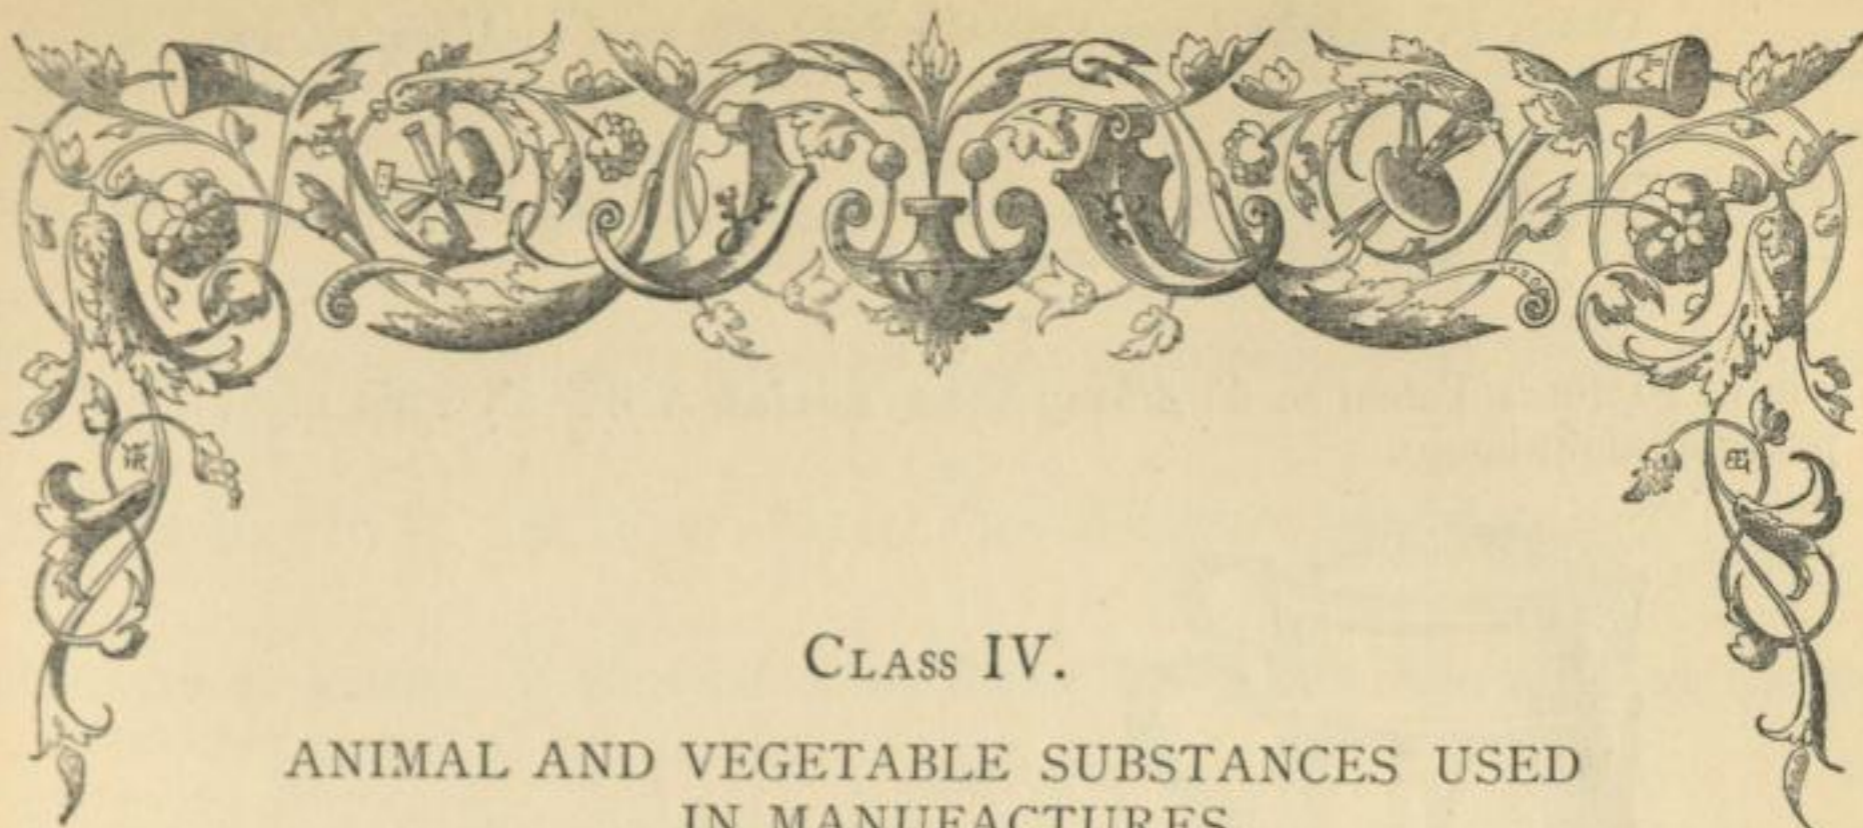 Class IV.
ANIMAL AND VEGETABLE SUBSTANCES USED
IN MANUFACTURES